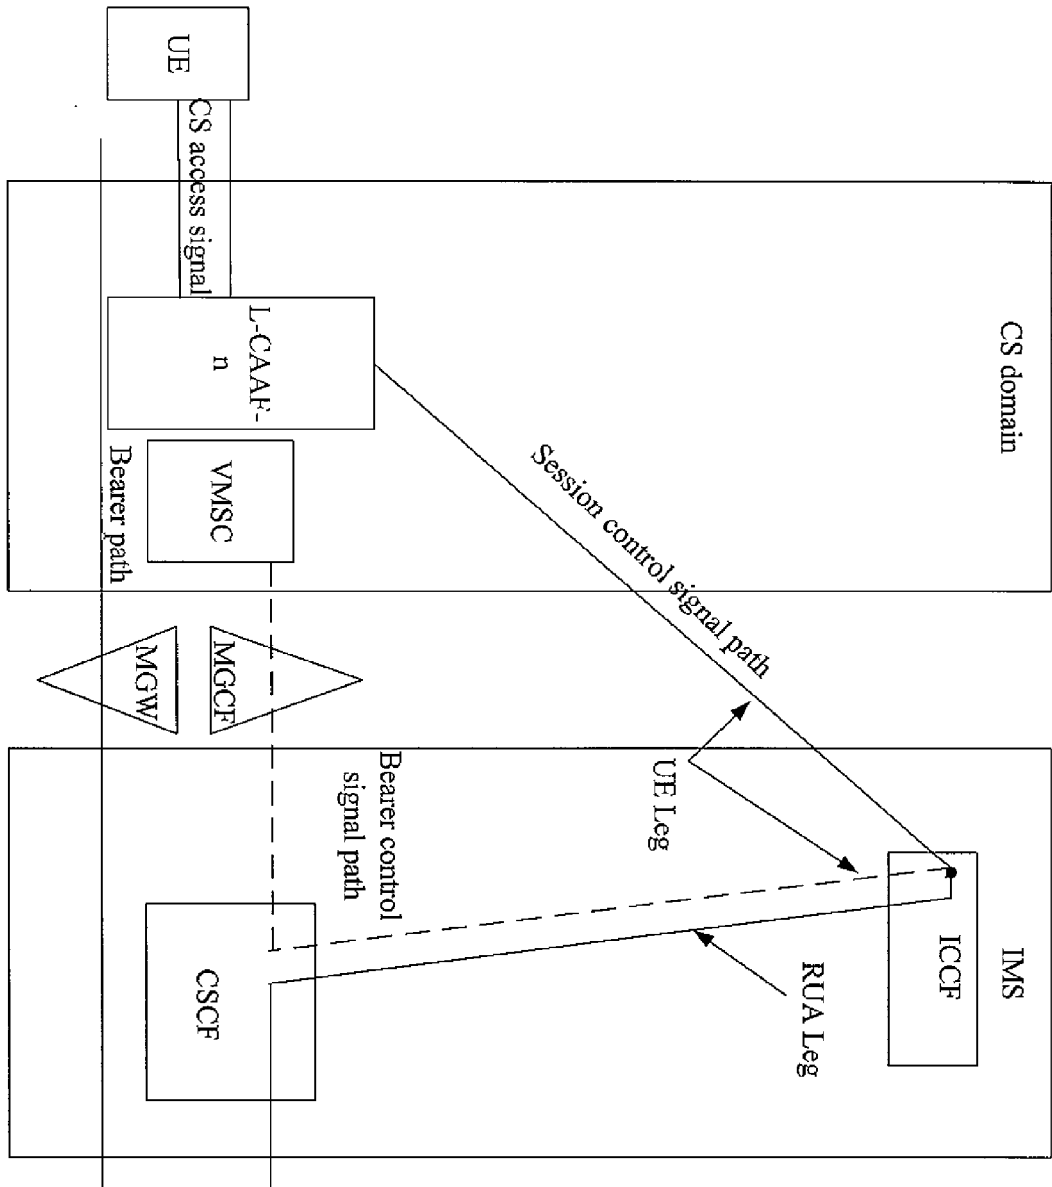 UE
CS access signal
CS domain
L-CAAF-
n
VMSC
Bearer path
Session control signal path
MGCF
MGW
UE Leg
Bearer control
signal path
IMS
ICCF
RUA Leg
CSCF